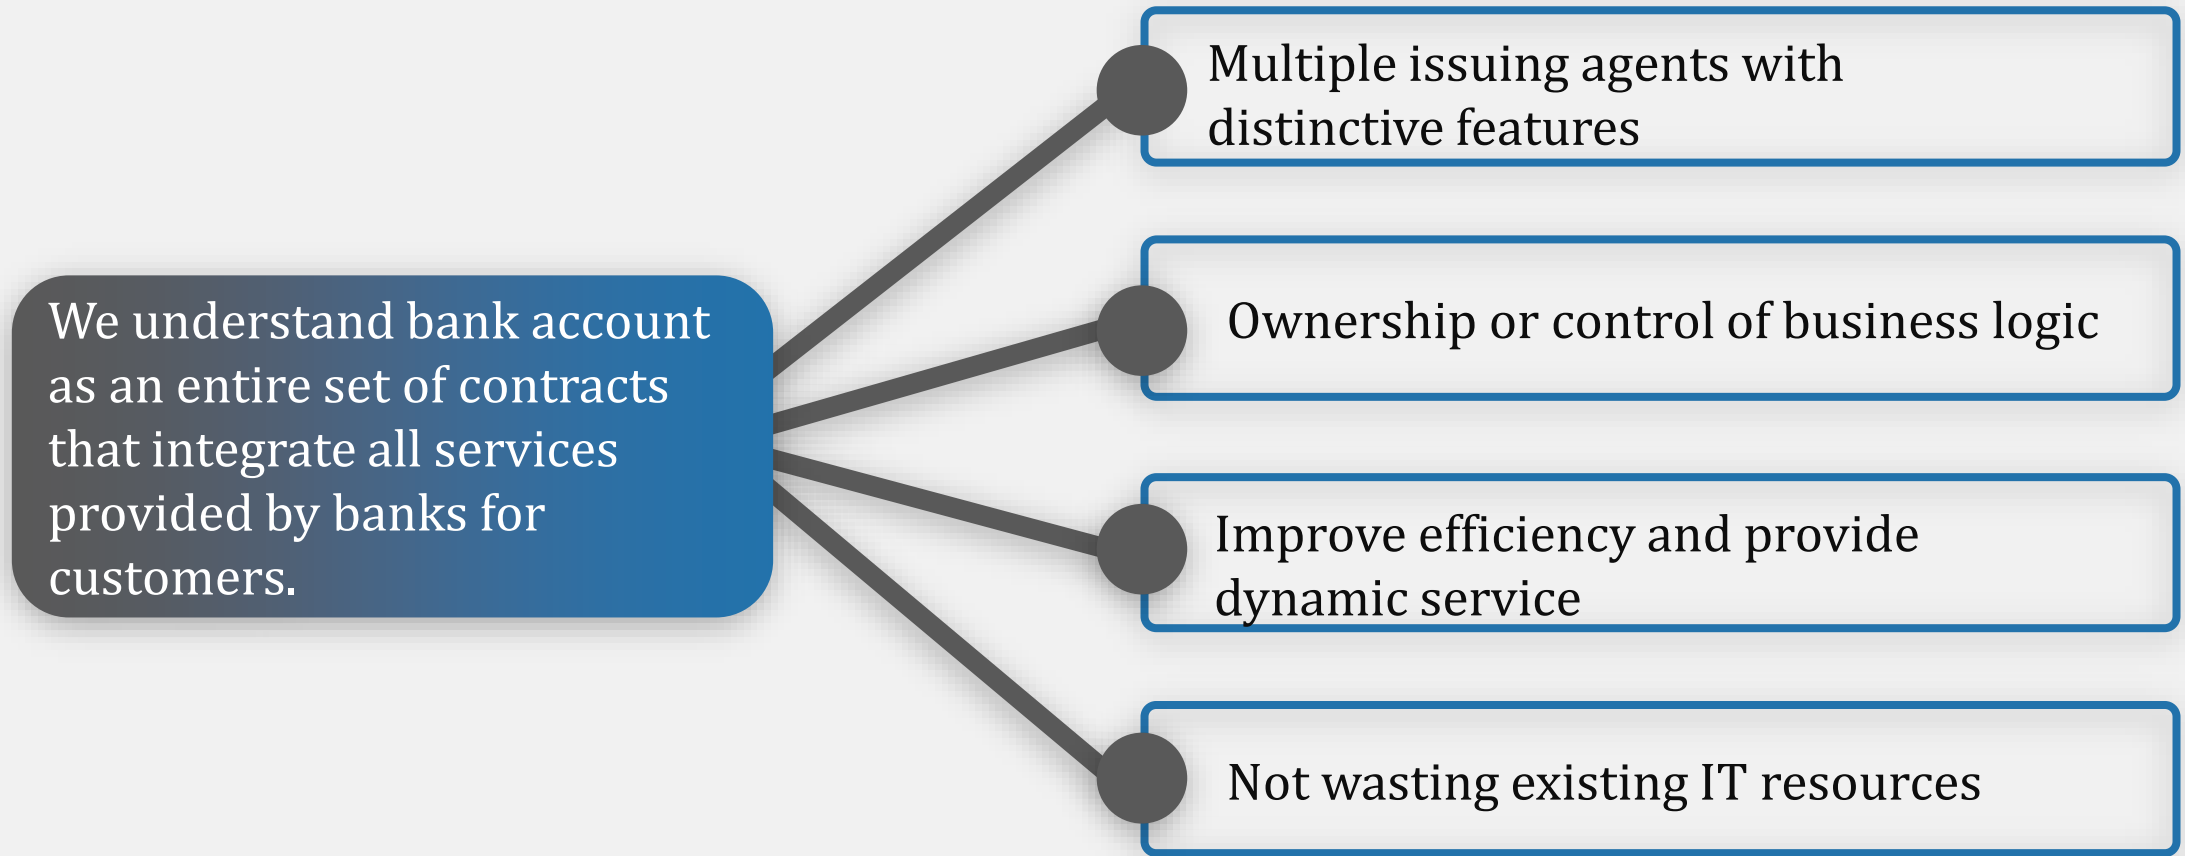 We understand bank account
as an entire set of contracts
that integrate all services
provided by banks for
customers.
Multiple issuing agents with
distinctive features
Ownership or control of business logic
Improve efficiency and provide
dynamic service
Not wasting existing IT resources